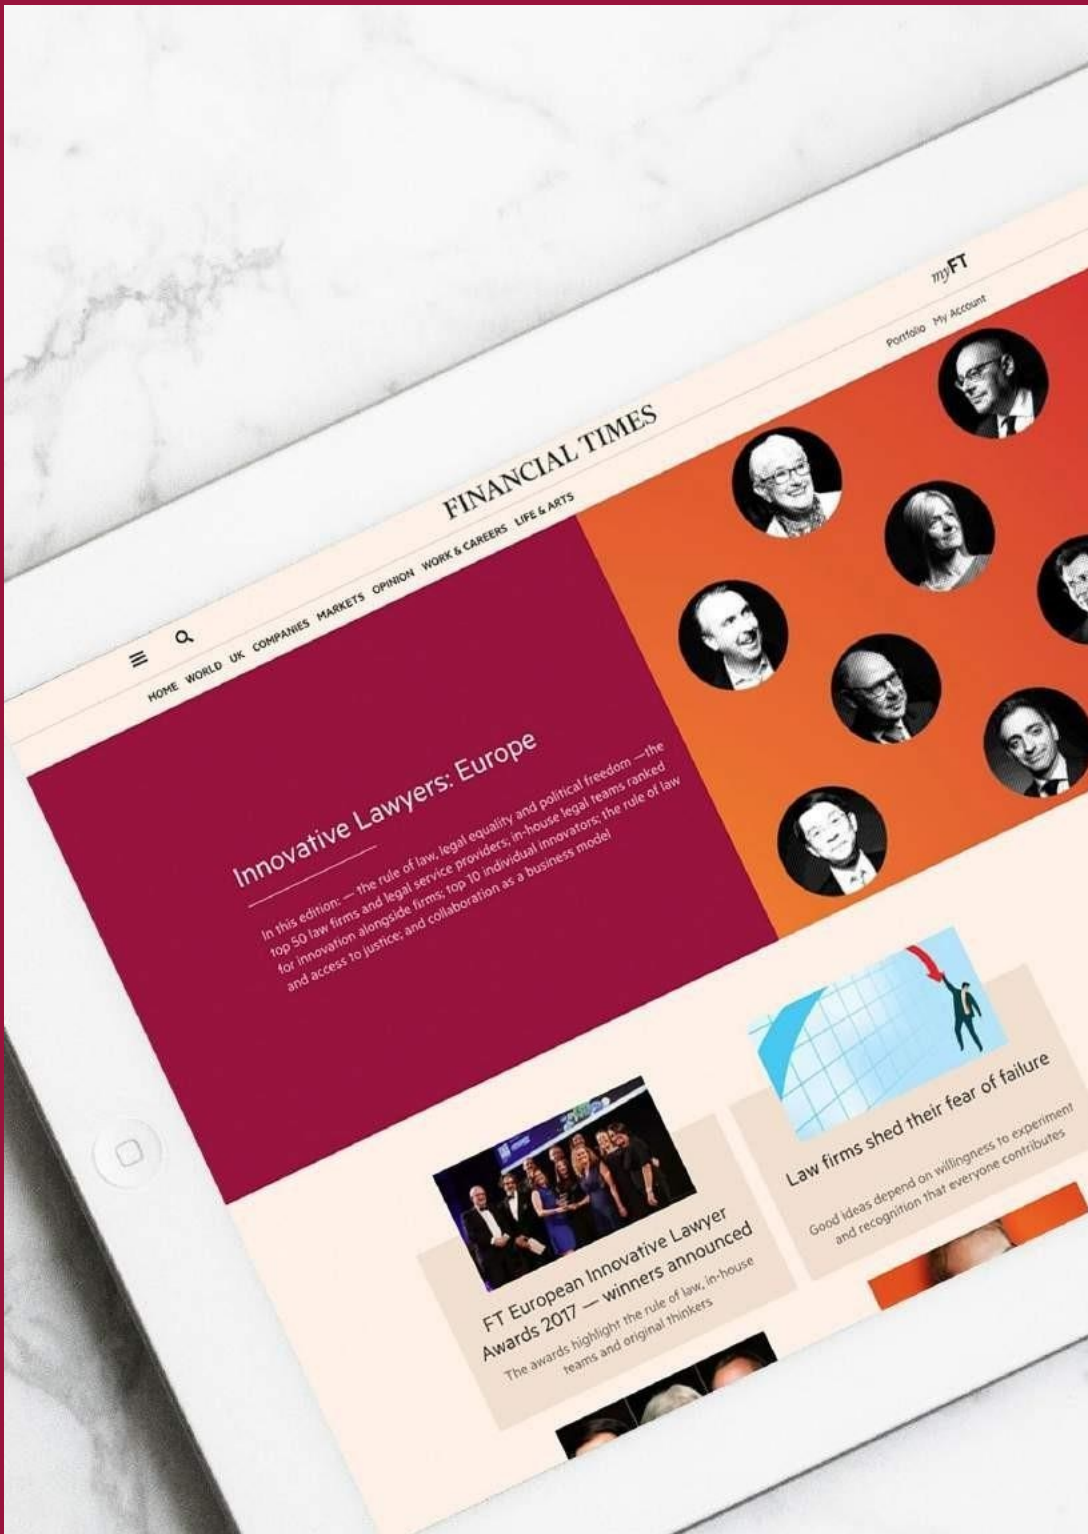 myFT
Portfolio My Account
FINANCIAL TIMES
HOME WORLD UK COMPANIES MARKETS OPINION WORK & CAREERS LIFE & ARTS
Innovative Lawyers: Europe
In this edition: — the rule of law, legal equality and political freedom —the
top 50 law firms and legal service providers; in-house legal teams ranked
for innovation alongside firms; top 10 individual innovators; the rule of law
and access to justice; and collaboration as a business model
Law firms shed their fear of failure
Good ideas depend on willingness to experiment
and recognition that everyone contributes
FT European Innovative Lawyer
Awards 2017 — winners announced
The awards highlight the rule of law, in-house
teams and original thinkers